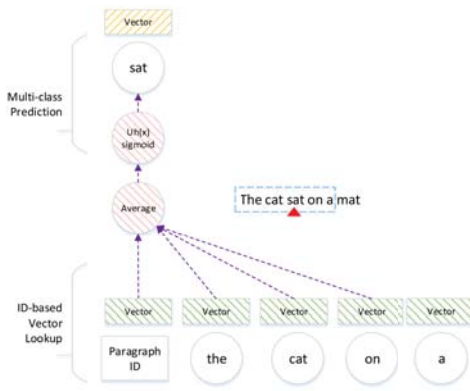 Vector
sat
Multi-class
Prediction
Uh(x)
sigmoid
Average
The cat sat on a mat
ID-based
Vector
Lookup
Vector
Vector
Vector
Vector
Vector
Paragraph
ID
the
cat
on
a